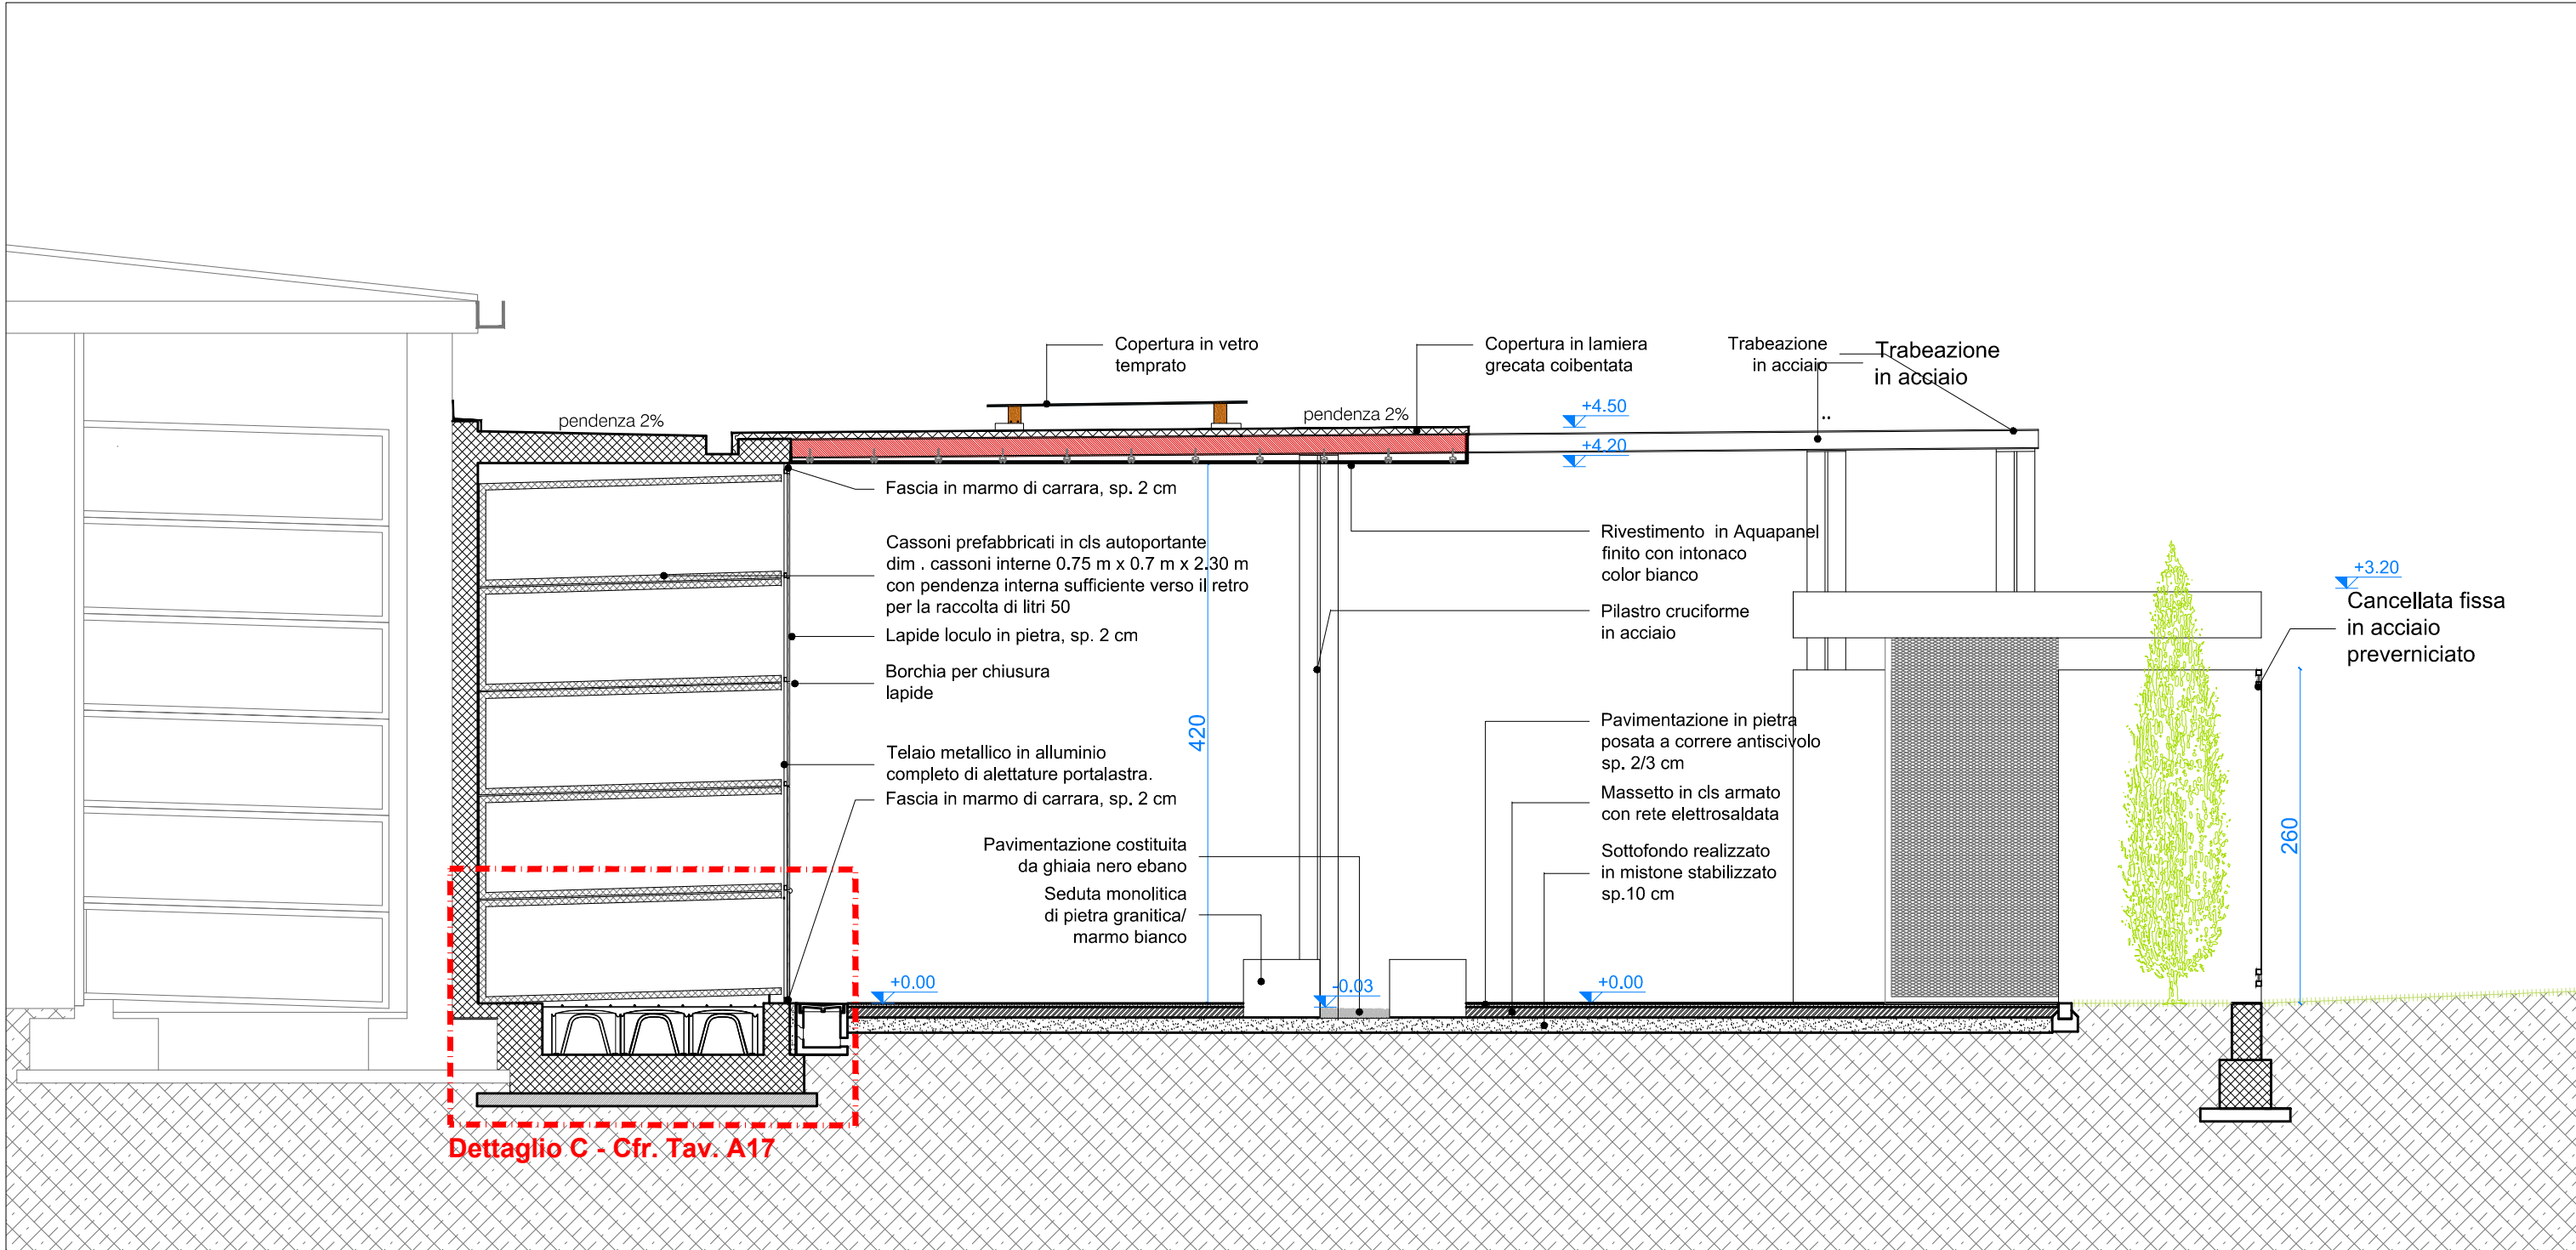 Copertura in vetro
temprato
Copertura in lamiera
grecata coibentata
Trabeazione
in acciaio
Trabeazione
in acciaio
pendenza 2%
pendenza 2%
+4.50
+4.20
Fascia in marmo di carrara, sp. 2 cm
Cassoni prefabbricati in cls autoportante
dim . cassoni interne 0.75 m x 0.7 m x 2.30 m
con pendenza interna sufficiente verso il retro
per la raccolta di litri 50
Lapide loculo in pietra, sp. 2 cm
Borchia per chiusura
lapide
Telaio metallico in alluminio
completo di alettature portalastra.
Fascia in marmo di carrara, sp. 2 cm
Pavimentazione costituita
da ghiaia nero ebano
Seduta monolitica
di pietra granitica/
marmo bianco
420
Rivestimento in Aquapanel
finito con intonaco
color bianco
Pilastro cruciforme
in acciaio
Pavimentazione in pietra
posata a correre antiscivolo
sp. 2/3 cm
Massetto in cls armato
con rete elettrosaldata
Sottofondo realizzato
in mistone stabilizzato
sp.10 cm
+3.20
Cancellata fissa
in acciaio
preverniciato
260
+0.00
-0.03
+0.00
Dettaglio C - Cfr. Tav. A17